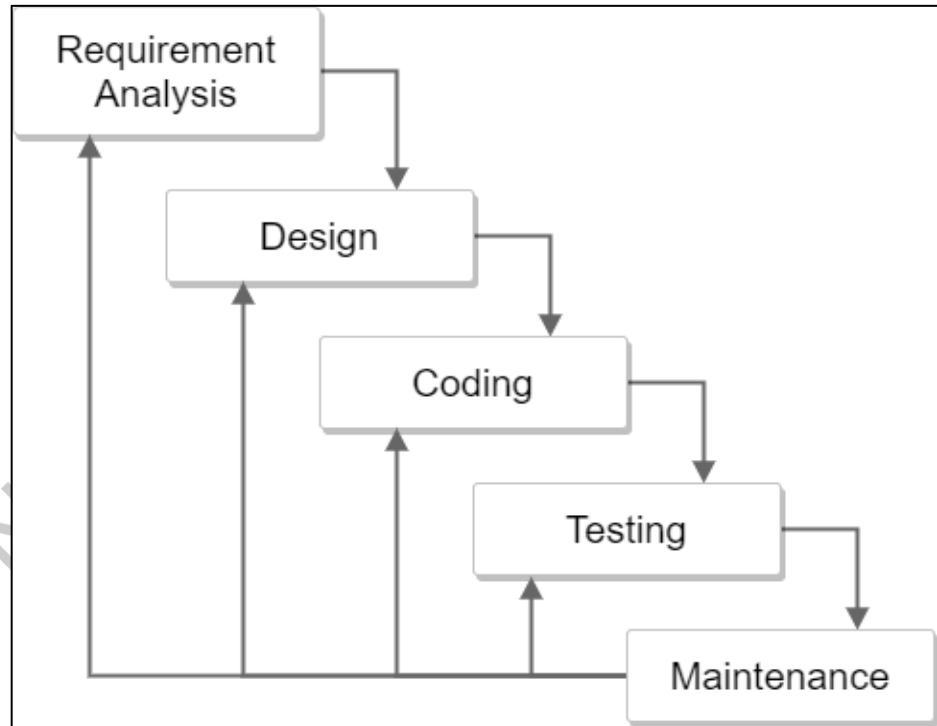 Requirement
Analysis
Design
Coding
Testing
Maintenance